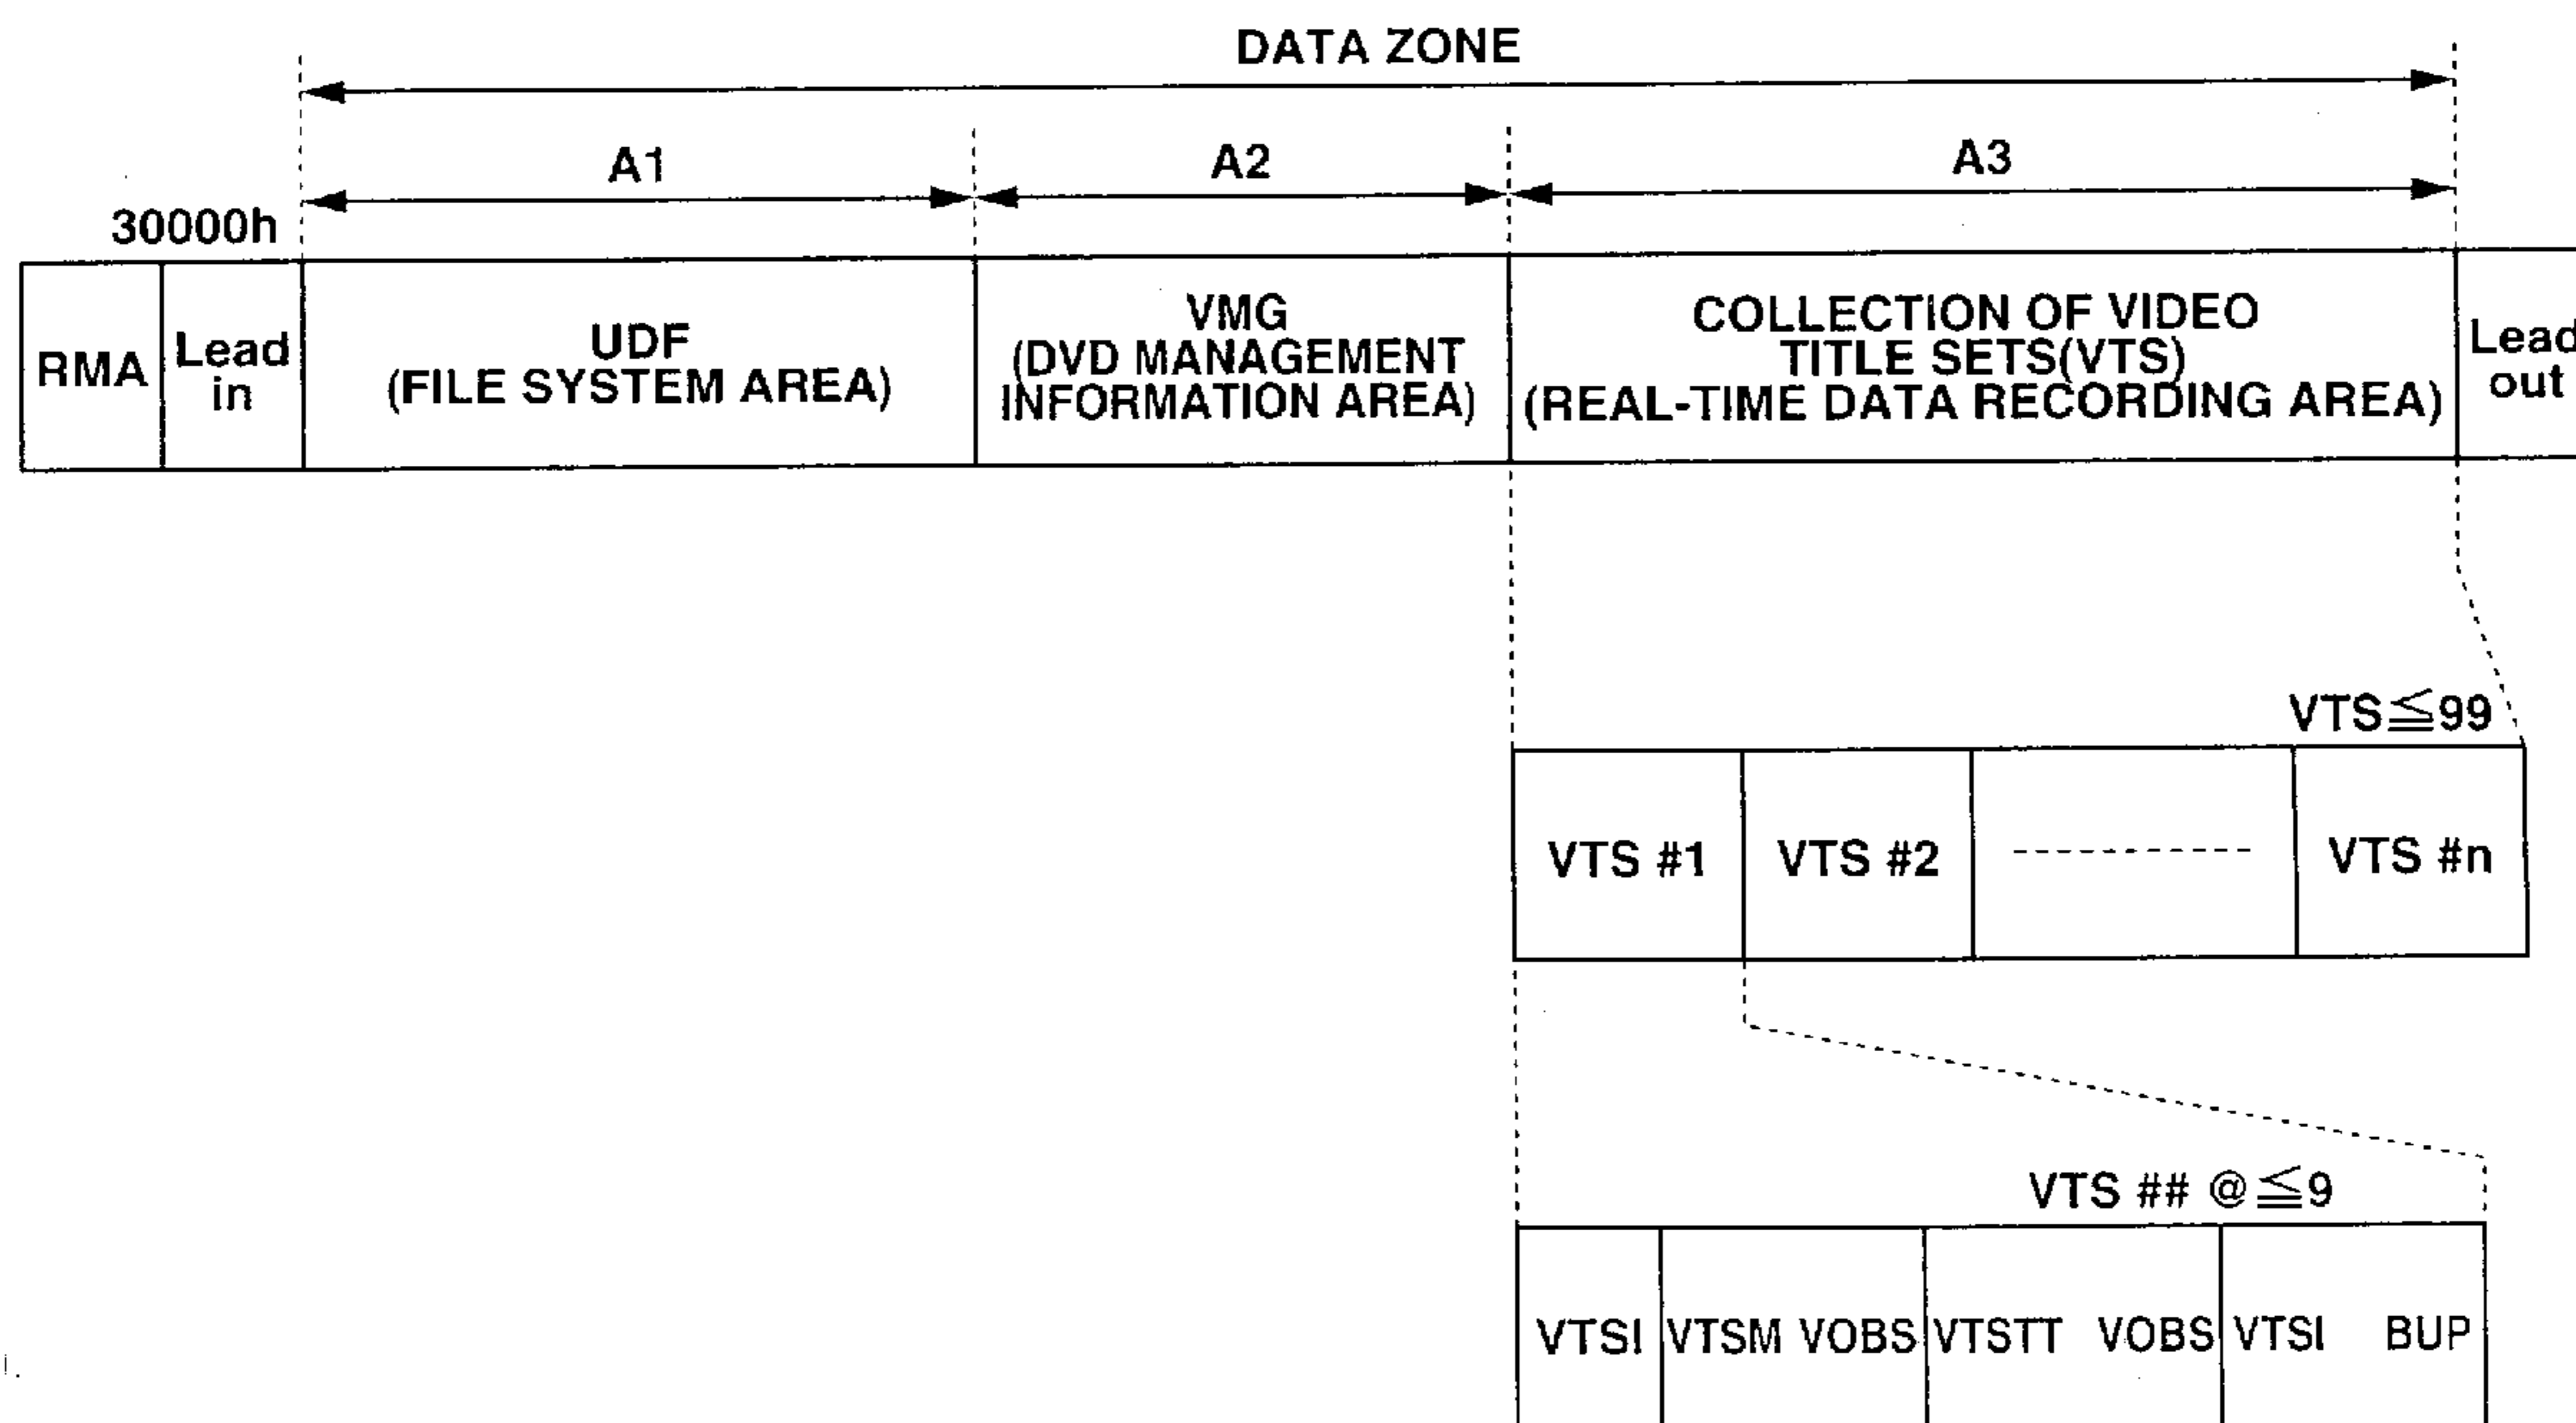 DATA ZONE
A1
A2
A3
30000h
RMA
Lead
in
UDF
(FILE SYSTEM AREA)
VMG
(DVD MANAGEMENT
INFORMATION AREA)
COLLECTION OF VIDEO
TITLE SETS(VTS)
(REAL-TIME DATA RECORDING AREA)
Lead
out
VTS≦99
VTS #1
VTS #2
VTS #n
VTS ## @≦9
VTSI
VTSM VOBS
VTSTT VOBS
VTSI BUP